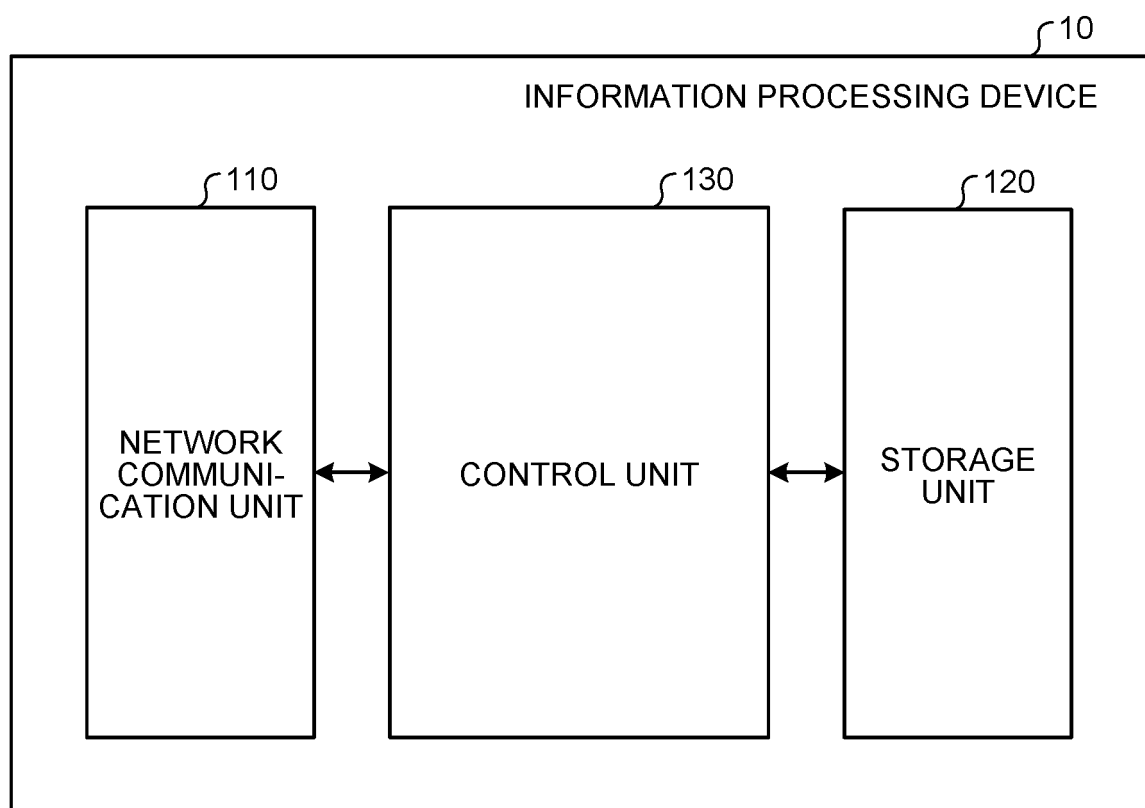 10
INFORMATION PROCESSING DEVICE
110
130
120
NETWORK
COMMUNI-
CATION UNIT
CONTROL UNIT
STORAGE
UNIT